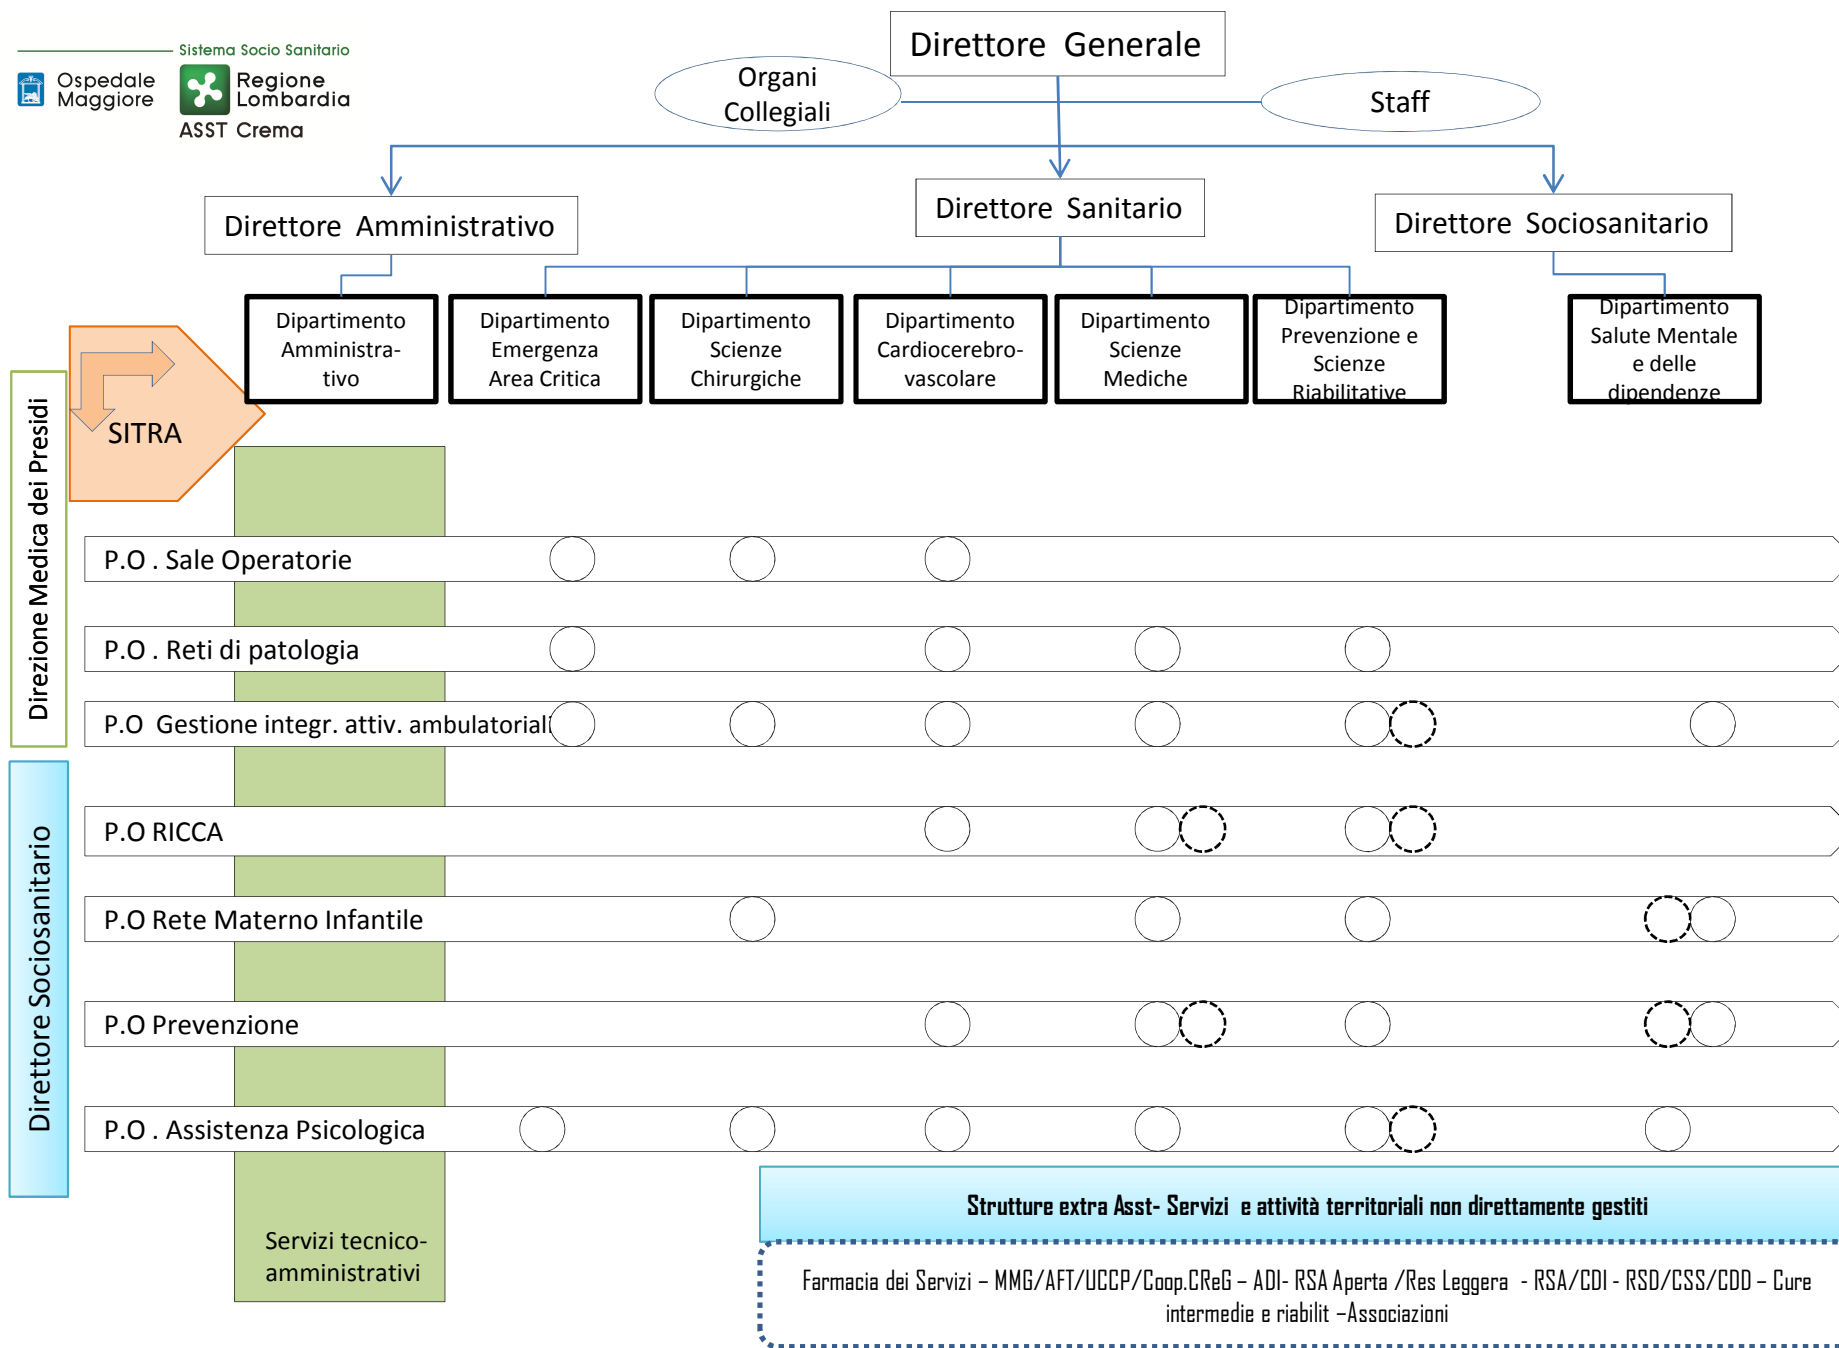 Sistema Socio Sanitario
Ospedale
Maggiore
Regione
Lombardia
ASST Crema
Direttore Generale
Organi
Collegiali
Staff
Direttore Amministrativo
Direttore Sanitario
Direttore Sociosanitario
Dipartimento
Amministra-
tivo
Dipartimento
Emergenza
Area Critica
Dipartimento
Scienze
Chirurgiche
Dipartimento
Cardiocerebro-
vascolare
Dipartimento
Scienze
Mediche
Dipartimento
Prevenzione e
Scienze
Riabilitative
Dipartimento
Salute Mentale
e delle
dipendenze
SITRA
Direzione Medica dei Presidi
P.O . Sale Operatorie
P.O . Reti di patologia
P.O Gestione integr. attiv. ambulatoriali
Direttore Sociosanitario
P.O RICCA
P.O Rete Materno Infantile
P.O Prevenzione
P.O . Assistenza Psicologica
Servizi tecnico-
amministrativi
Strutture extra Asst- Servizi e attività territoriali non direttamente gestiti
Farmacia dei Servizi – MMG/AFT/UCCP/Coop.CReG – ADI- RSA Aperta /Res Leggera - RSA/CDI - RSD/CSS/CDD – Cure
intermedie e riabilit –Associazioni